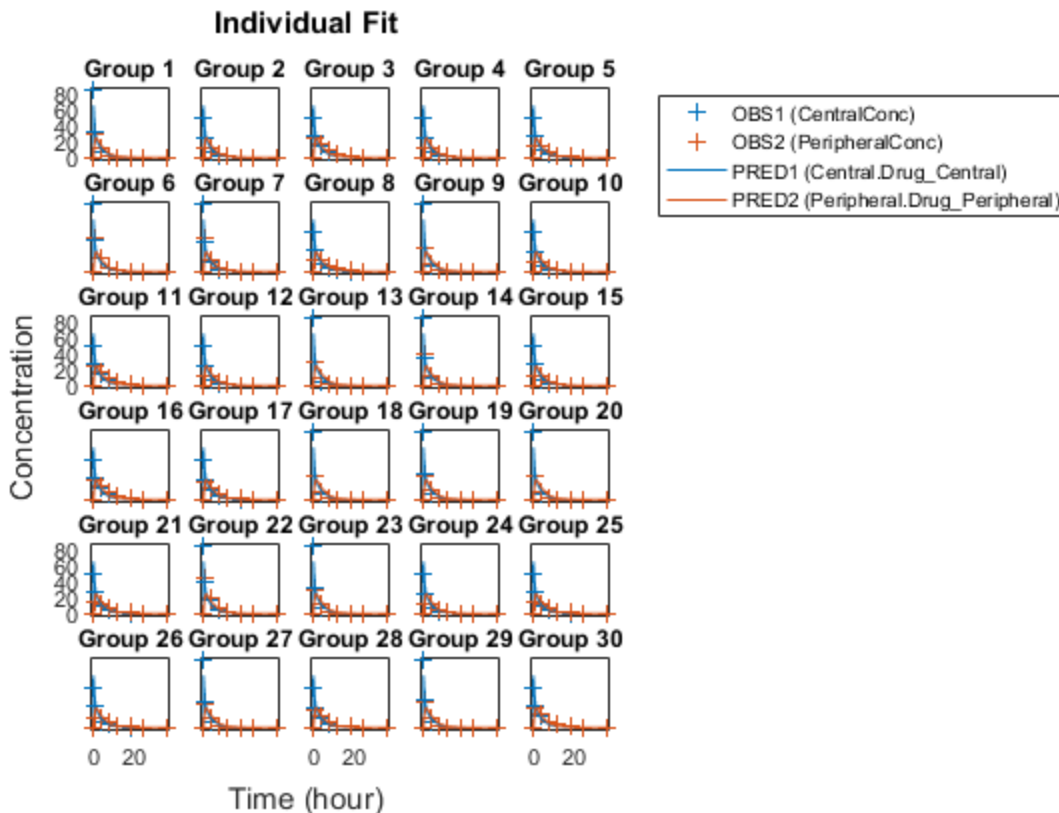 Individual Fit
Group 1 Group 2 Group 3 Group 4 Group 5
80
60
40
20
0
OBS1 (CentralConc)
OBS2 (PeripheralConc)
PRED1 (Central.Drug_Central)
PRED2 (Peripheral.Drug_Peripheral)
Group 6 Group 7 Group 8 Group 9 Group 10
Group 11 Group 12 Group 13 Group 14 Group 15
80
60
40
20
0
Group 16 Group 17 Group 18 Group 19 Group 20
Group 21 Group 22 Group 23 Group 24 Group 25
80
60
40
20
0
Group 26 Group 27 Group 28 Group 29 Group 30
0 20 0 20 0 20
Concentration
Time (hour)